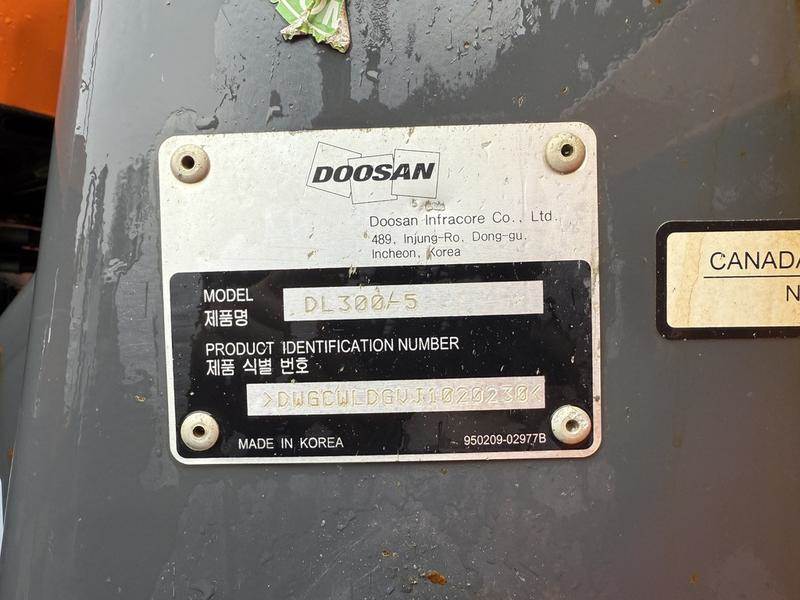 DOOSAN
Doosan Infracore Co., Ltd.
489, Injung-Ro, Dong-gu,
Incheon, Korea
MODEL
제품명
DL300-5
PRODUCT IDENTIFICATION NUMBER
제품 식별 번호
>DWGCWLDGVJ1020230<
MADE IN KOREA
950209-02977B
CANADA
N